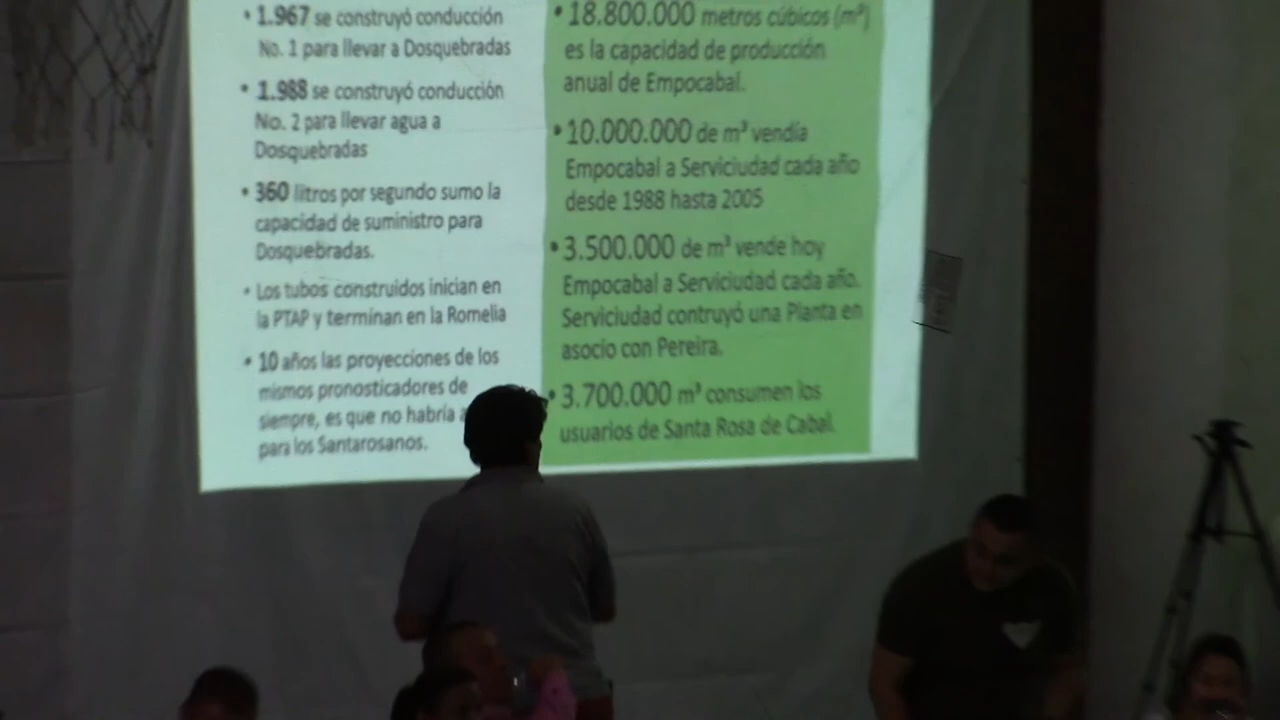 • 1.967 se construyó conducción
No. 1 para llevar a Dosquebradas
• 1.988 se construyó conducción
No. 2 para llevar agua a
Dosquebradas
• 360 litros por segundo sumo la
capacidad de suministro para
Dosquebradas.
• Los tubos construidos inician en
la PTAP y terminan en la Romelia
• 10 años las proyecciones de los
mismos pronosticadores de
siempre, es que no habría
para los Santarosanos.
• 18.800.000 metros cúbicos (m³)
es la capacidad de producción
anual de Empocabal.
• 10.000.000 de m³ vendía
Empocabal a Serviciudad cada año
desde 1988 hasta 2005
• 3.500.000 de m³ vende hoy
Empocabal a Serviciudad cada año.
Serviciudad contruyó una Planta en
asocio con Pereira.
• 3.700.000 m³ consumen los
usuarios de Santa Rosa de Cabal.